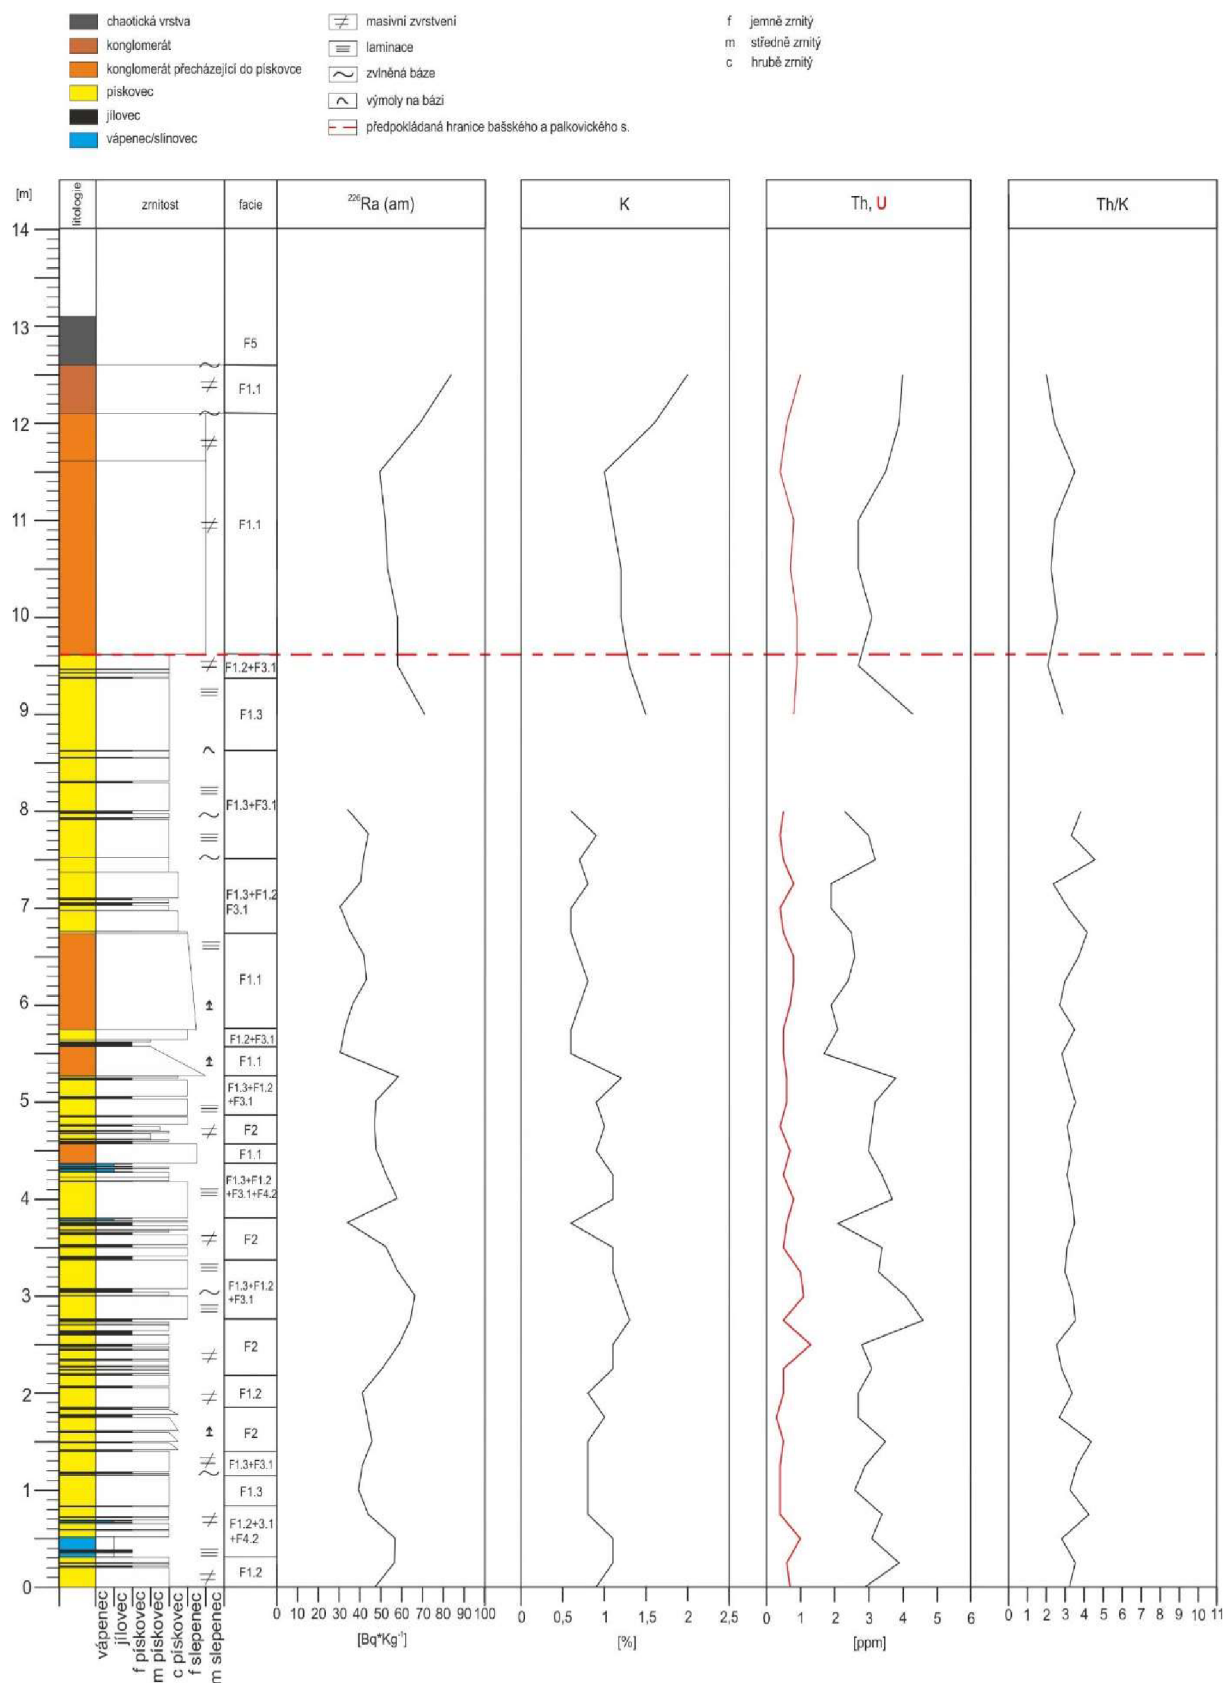 chaotická vrstva
konglomerát
konglomerát přecházející do pískovce
pískovec
jílovec
vápenec/slínovec
masivní zvrstvení
laminace
zvlněná báze
výmoly na bázi
předpokládaná hranice bašského a palkovického s.
f jemně zrnitý
m středně zrnitý
c hrubě zrnitý
[m] litologie zrnitost facie ²²⁶Ra (am) K Th, U Th/K
14
13
12
11
10
9
8
7
6
5
4
3
2
1
0
F5
F1.1
F1.1
F1.2+F3.1
F1.3
F1.3+F3.1
F1.3+F1.2
F3.1
F1.1
F1.2+F3.1
F1.1
F1.3+F1.2
+F3.1
F2
F1.1
F1.3+F1.2
+F3.1+F4.2
F2
F1.3+F1.2
+F3.1
F2
F1.2
F2
F1.3+F3.1
F1.3
F1.2+3.1
+F4.2
F1.2
vápenec
jílovec
f pískovec
m pískovec
c pískovec
f slepenec
m slepenec
0 10 20 30 40 50 60 70 80 90 100
[Bq*Kg⁻¹]
0 0,5 1 1,5 2 2,5
[%]
0 1 2 3 4 5 6
[ppm]
0 1 2 3 4 5 6 7 8 9 10 11